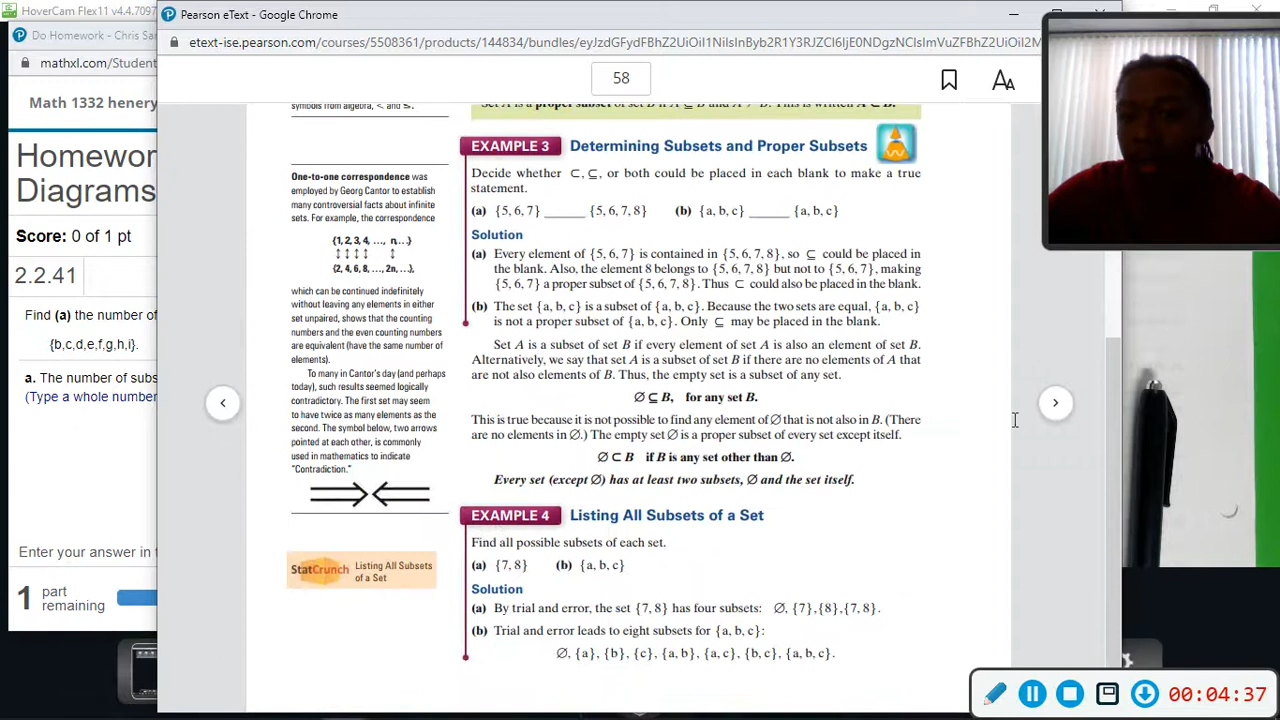 HoverCam Flex11 v4.4.7097
Pearson eText - Google Chrome
Do Homework - Chris Sar
etext-ise.pearson.com/courses/5508361/products/144834/bundles/
mathxl.com/Student
58
Math 1332 henery
Homewor
Diagrams
Score: 0 of 1 pt
2.2.41
Find (a) the number of
{b,c,d,e,f,g,h,i}.
a. The number of subs
(Type a whole number
Enter your answer in t
1 part
remaining
symbols from algebra, < and ≤.
One-to-one correspondence was
employed by Georg Cantor to establish
many controversial facts about infinite
sets. For example, the correspondence
{1, 2, 3, 4, …, n, …}
↕ ↕ ↕ ↕ ↕
{2, 4, 6, 8, …, 2n, …},
which can be continued indefinitely
without leaving any elements in either
set unpaired, shows that the counting
numbers and the even counting numbers
are equivalent (have the same number of
elements).
To many in Cantor's day (and perhaps
today), such results seemed logically
contradictory. The first set may seem
to have twice as many elements as the
second. The symbol below, two arrows
pointed at each other, is commonly
used in mathematics to indicate
"Contradiction."
StatCrunch Listing All Subsets
of a Set
EXAMPLE 3 Determining Subsets and Proper Subsets
Decide whether ⊂, ⊆, or both could be placed in each blank to make a true
statement.
(a) {5, 6, 7} ______ {5, 6, 7, 8} (b) {a, b, c} ______ {a, b, c}
Solution
(a) Every element of {5, 6, 7} is contained in {5, 6, 7, 8}, so ⊆ could be placed in
the blank. Also, the element 8 belongs to {5, 6, 7, 8} but not to {5, 6, 7}, making
{5, 6, 7} a proper subset of {5, 6, 7, 8}. Thus ⊂ could also be placed in the blank.
(b) The set {a, b, c} is a subset of {a, b, c}. Because the two sets are equal, {a, b, c}
is not a proper subset of {a, b, c}. Only ⊆ may be placed in the blank.
Set A is a subset of set B if every element of set A is also an element of set B.
Alternatively, we say that set A is a subset of set B if there are no elements of A that
are not also elements of B. Thus, the empty set is a subset of any set.
∅ ⊆ B, for any set B.
This is true because it is not possible to find any element of ∅ that is not also in B. (There
are no elements in ∅.) The empty set ∅ is a proper subset of every set except itself.
∅ ⊂ B if B is any set other than ∅.
Every set (except ∅) has at least two subsets, ∅ and the set itself.
EXAMPLE 4 Listing All Subsets of a Set
Find all possible subsets of each set.
(a) {7, 8} (b) {a, b, c}
Solution
(a) By trial and error, the set {7, 8} has four subsets: ∅, {7}, {8}, {7, 8}.
(b) Trial and error leads to eight subsets for {a, b, c}:
∅, {a}, {b}, {c}, {a, b}, {a, c}, {b, c}, {a, b, c}.
00:04:37